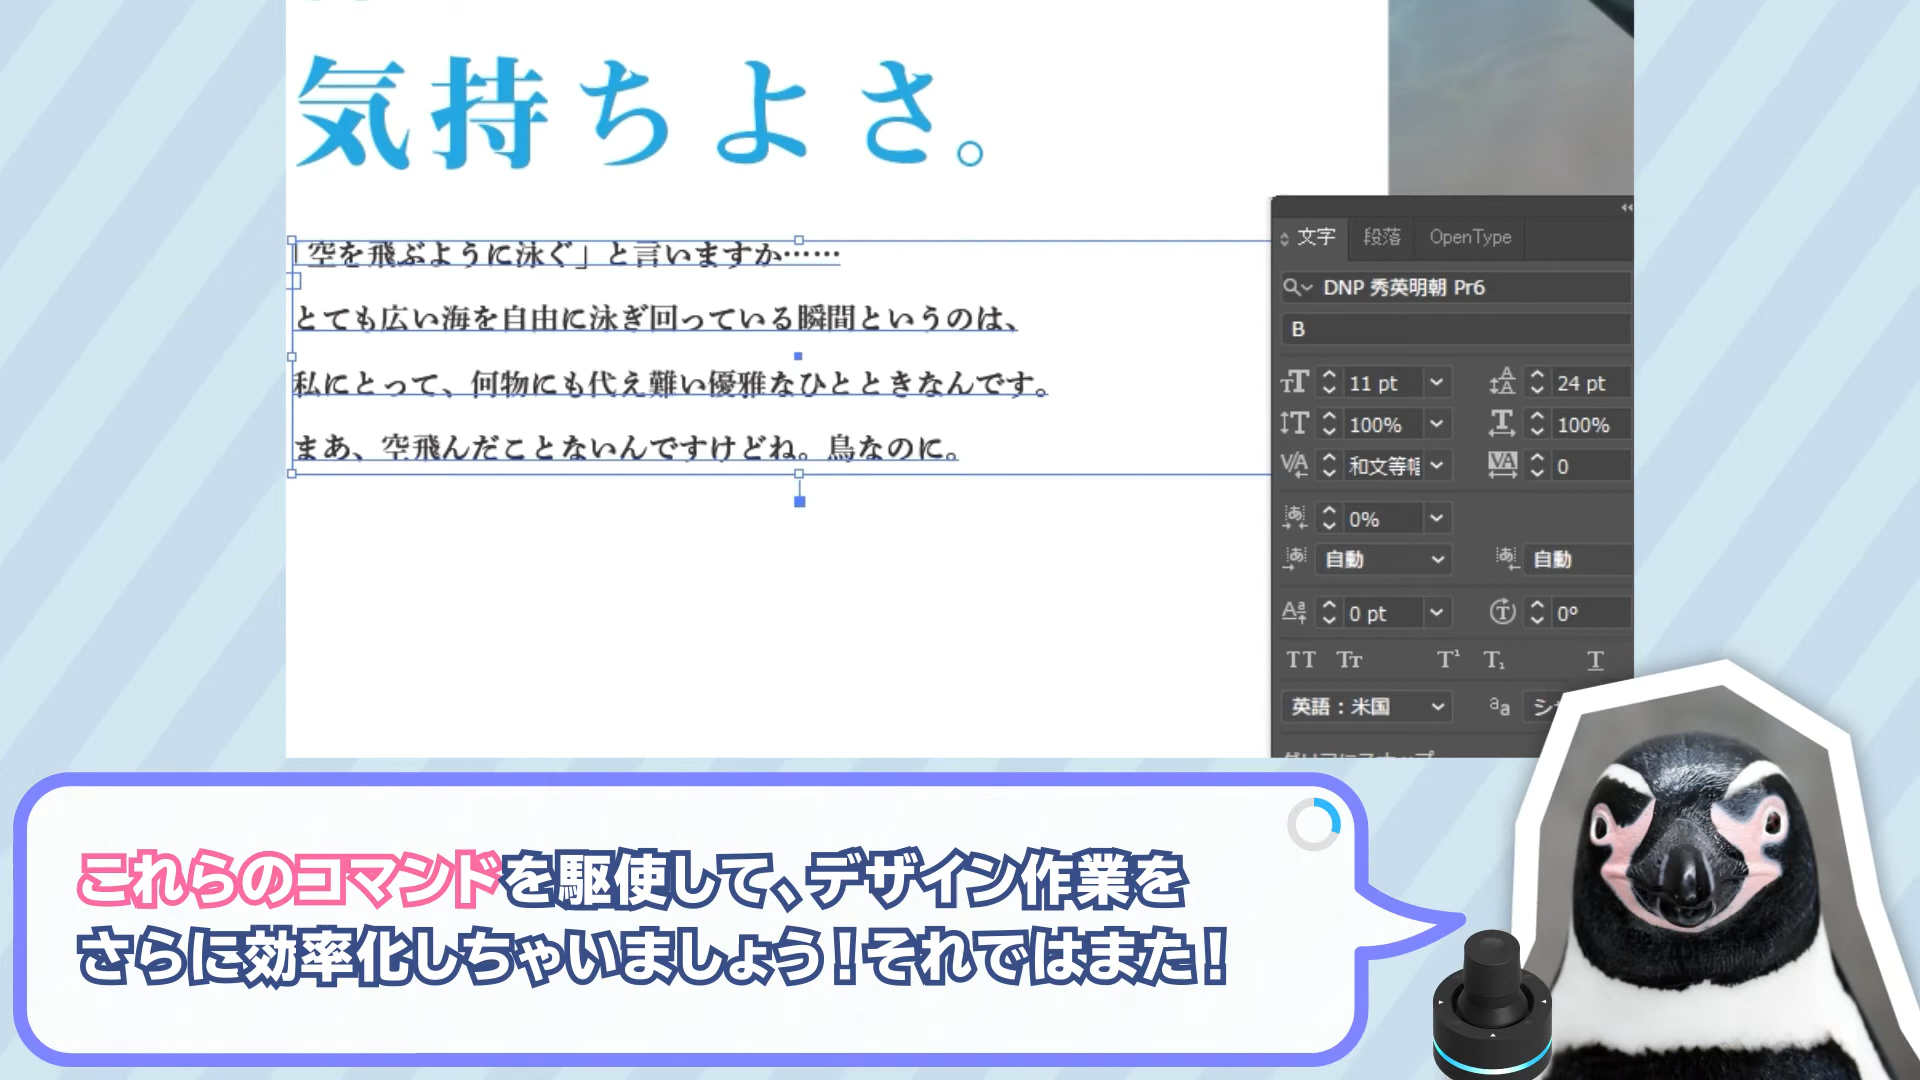 気持ちよさ。
「空を飛ぶように泳ぐ」と言いますか……
とても広い海を自由に泳ぎ回っている瞬間というのは、
私にとって、何物にも代え難い優雅なひとときなんです。
まあ、空飛んだことないんですけどね。鳥なのに。
文字 段落 OpenType
DNP 秀英明朝 Pr6
B
11 pt 24 pt
100% 100%
和文等幅 0
0%
自動 自動
0 pt 0°
TT Tr T¹ T₁ T
英語：米国 aa シ
これらのコマンドを駆使して、デザイン作業を
さらに効率化しちゃいましょう！それではまた！